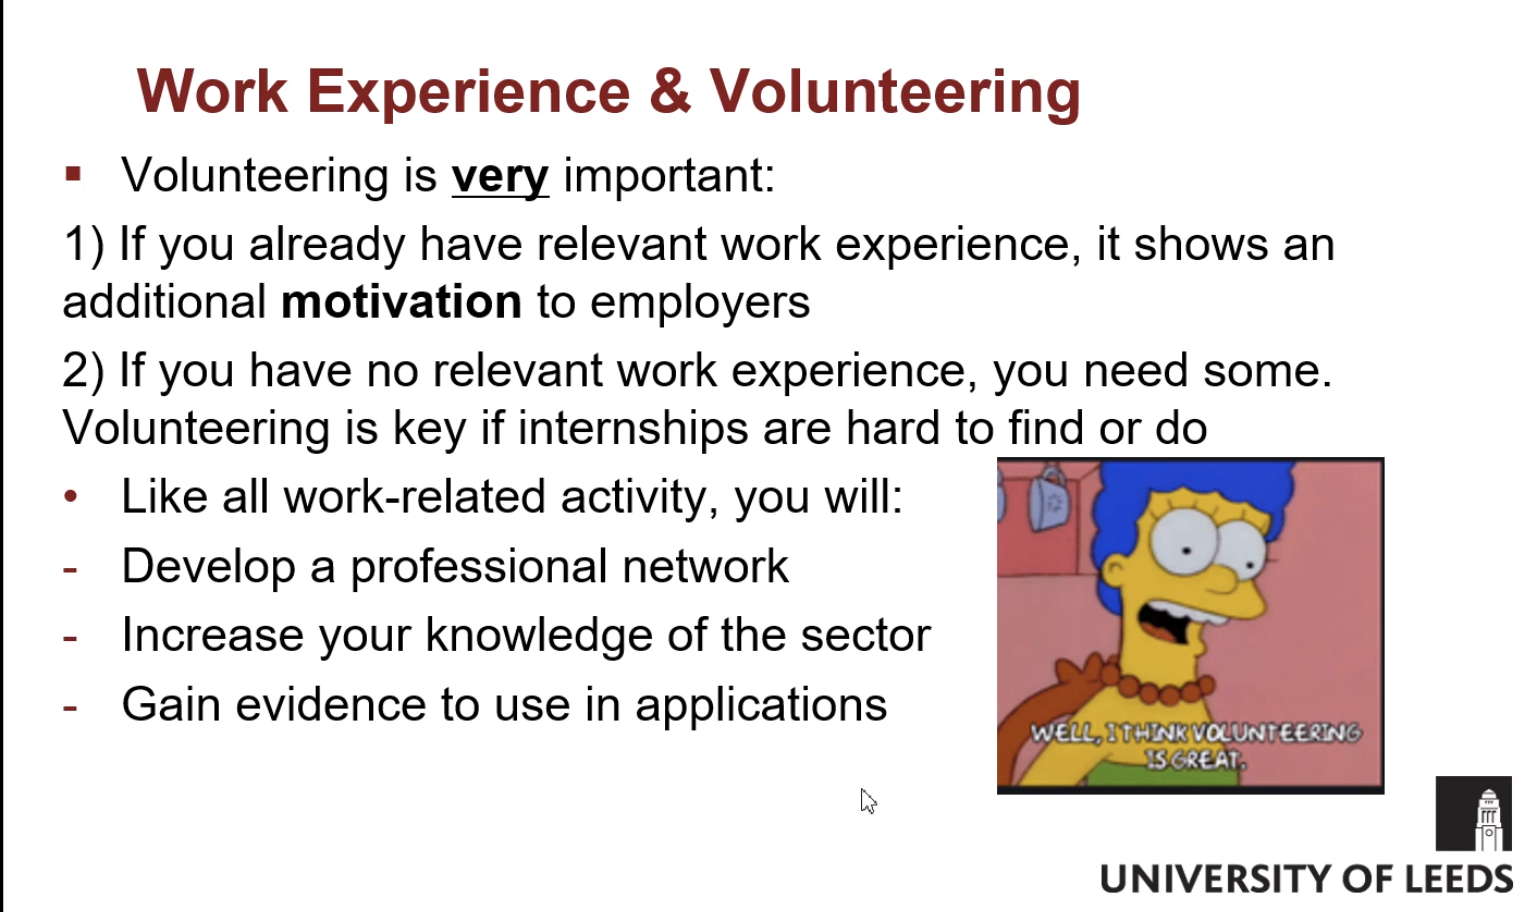 Work Experience & Volunteering
▪ Volunteering is very important:
1) If you already have relevant work experience, it shows an
additional motivation to employers
2) If you have no relevant work experience, you need some.
Volunteering is key if internships are hard to find or do
• Like all work-related activity, you will:
- Develop a professional network
- Increase your knowledge of the sector
- Gain evidence to use in applications
WELL, I THINK VOLUNTEERING
IS GREAT.
UNIVERSITY OF LEEDS